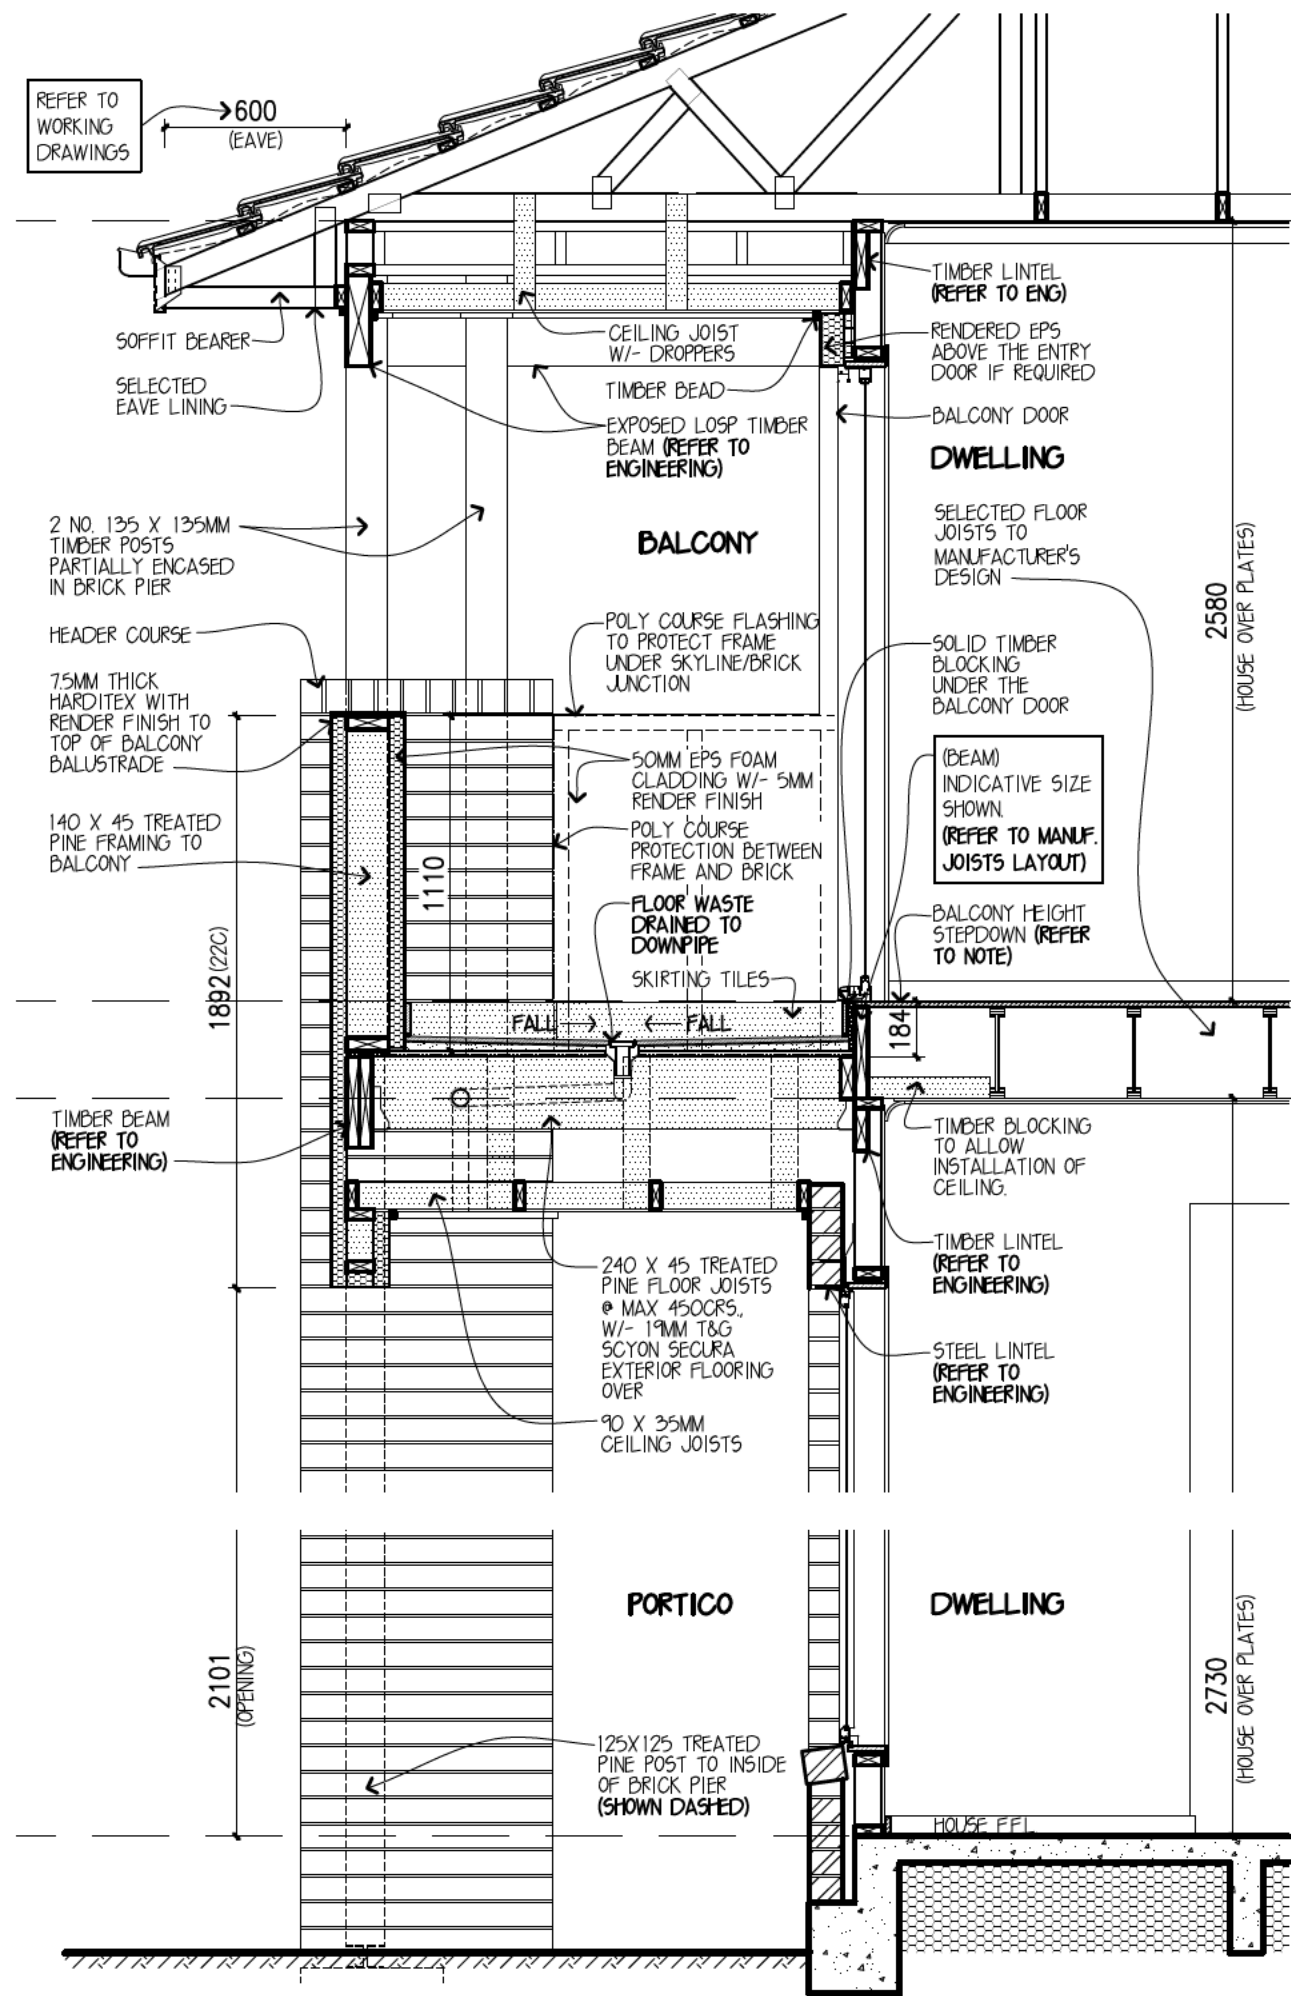 REFER TO
WORKING
DRAWINGS
600
(EAVE)
SOFFIT BEARER
SELECTED
EAVE LINING
CEILING JOIST
W/- DROPPERS
TIMBER BEAD
EXPOSED LOSP TIMBER
BEAM (REFER TO
ENGINEERING)
TIMBER LINTEL
(REFER TO ENG)
RENDERED EPS
ABOVE THE ENTRY
DOOR IF REQUIRED
BALCONY DOOR
DWELLING
BALCONY
2 NO. 135 X 135MM
TIMBER POSTS
PARTIALLY ENCASED
IN BRICK PIER
HEADER COURSE
7.5MM THICK
HARDITEX WITH
RENDER FINISH TO
TOP OF BALCONY
BALUSTRADE
140 X 45 TREATED
PINE FRAMING TO
BALCONY
SELECTED FLOOR
JOISTS TO
MANUFACTURER'S
DESIGN
2580
(HOUSE OVER PLATES)
POLY COURSE FLASHING
TO PROTECT FRAME
UNDER SKYLINE/BRICK
JUNCTION
SOLID TIMBER
BLOCKING
UNDER THE
BALCONY DOOR
50MM EPS FOAM
CLADDING W/- 5MM
RENDER FINISH
POLY COURSE
PROTECTION BETWEEN
FRAME AND BRICK
FLOOR WASTE
DRAINED TO
DOWNPIPE
SKIRTING TILES
(BEAM)
INDICATIVE SIZE
SHOWN.
(REFER TO MANUF.
JOISTS LAYOUT)
BALCONY HEIGHT
STEPDOWN (REFER
TO NOTE)
1110
1892 (22C)
FALL
FALL
184
TIMBER BEAM
(REFER TO
ENGINEERING)
TIMBER BLOCKING
TO ALLOW
INSTALLATION OF
CEILING.
TIMBER LINTEL
(REFER TO
ENGINEERING)
240 X 45 TREATED
PINE FLOOR JOISTS
@ MAX 450CRS.,
W/- 19MM T&G
SCYON SECURA
EXTERIOR FLOORING
OVER
90 X 35MM
CEILING JOISTS
STEEL LINTEL
(REFER TO
ENGINEERING)
PORTICO
DWELLING
2101
(OPENING)
2730
(HOUSE OVER PLATES)
125X125 TREATED
PINE POST TO INSIDE
OF BRICK PIER
(SHOWN DASHED)
HOUSE FFL